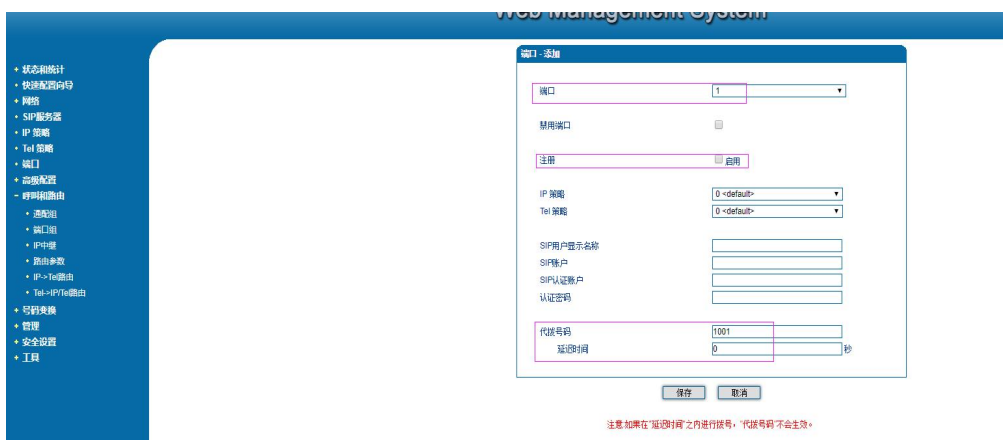 Web Management System
+ 状态和统计
• 快速配置向导
+ 网络
• SIP服务器
• IP 策略
• Tel 策略
• 端口
+ 高级配置
- 呼叫和路由
• 通配组
• 端口组
• IP中继
• 路由参数
• IP->Tel路由
• Tel->IP/Tel路由
+ 号码变换
+ 管理
+ 安全设置
+ 工具
端口 - 添加
端口 1
禁用端口
注册 启用
IP 策略 0 <default>
Tel 策略 0 <default>
SIP用户显示名称
SIP账户
SIP认证账户
认证密码
代拨号码 1001
延迟时间 0 秒
保存 取消
注意:如果在"延迟时间"之内进行拨号，"代拨号码"不会生效。